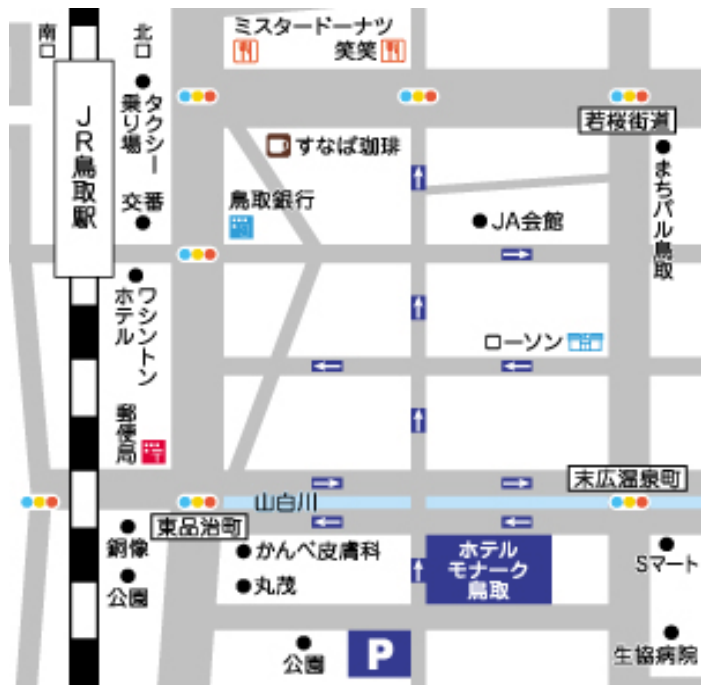 南口
北口
ミスタードーナツ
笑笑
タクシー
乗り場
JR鳥取駅
若桜街道
すなば珈琲
交番
鳥取銀行
JA会館
まちパル鳥取
ワシントン
ホテル
ローソン
郵便局
末広温泉町
山白川
東品治町
銅像
かんべ皮膚科
ホテル
モナーク
鳥取
Sマート
公園
丸茂
公園
P
生協病院